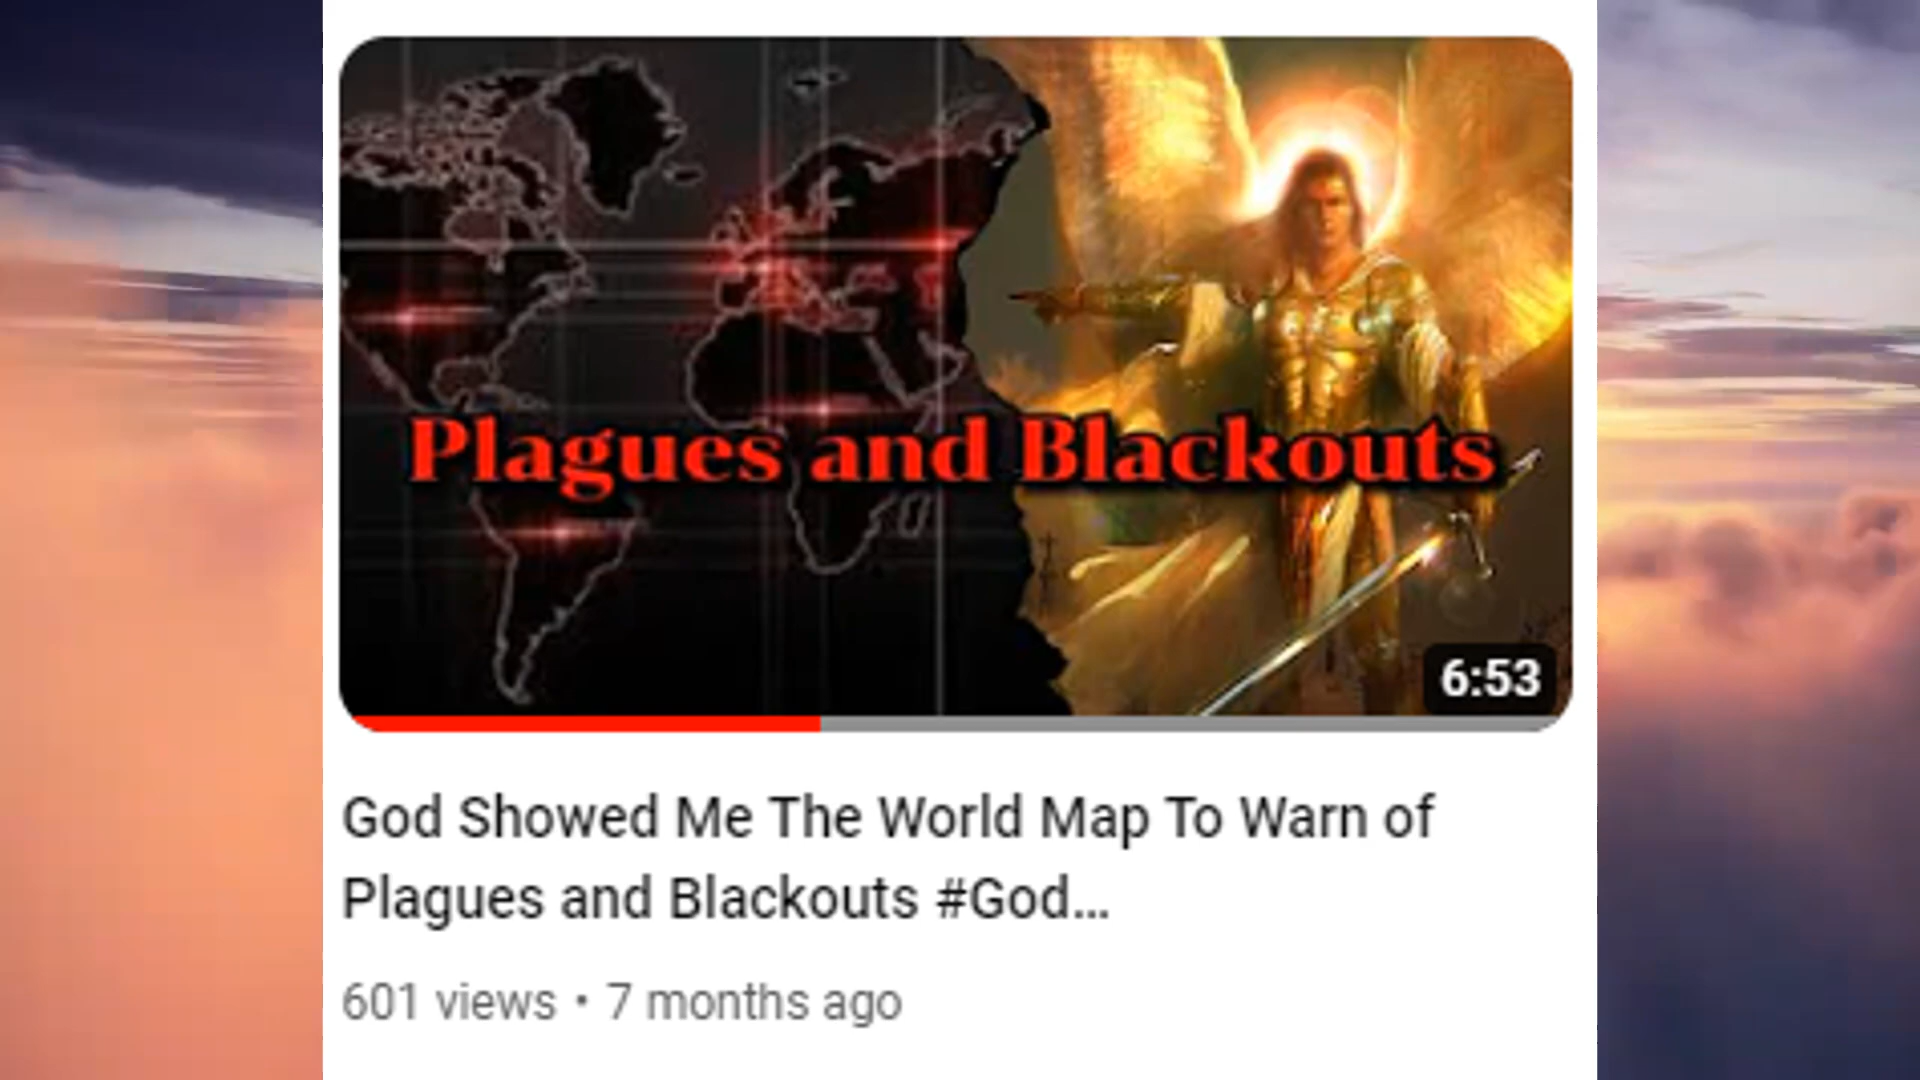 Plagues and Blackouts
6:53
God Showed Me The World Map To Warn of
Plagues and Blackouts #God...
601 views • 7 months ago